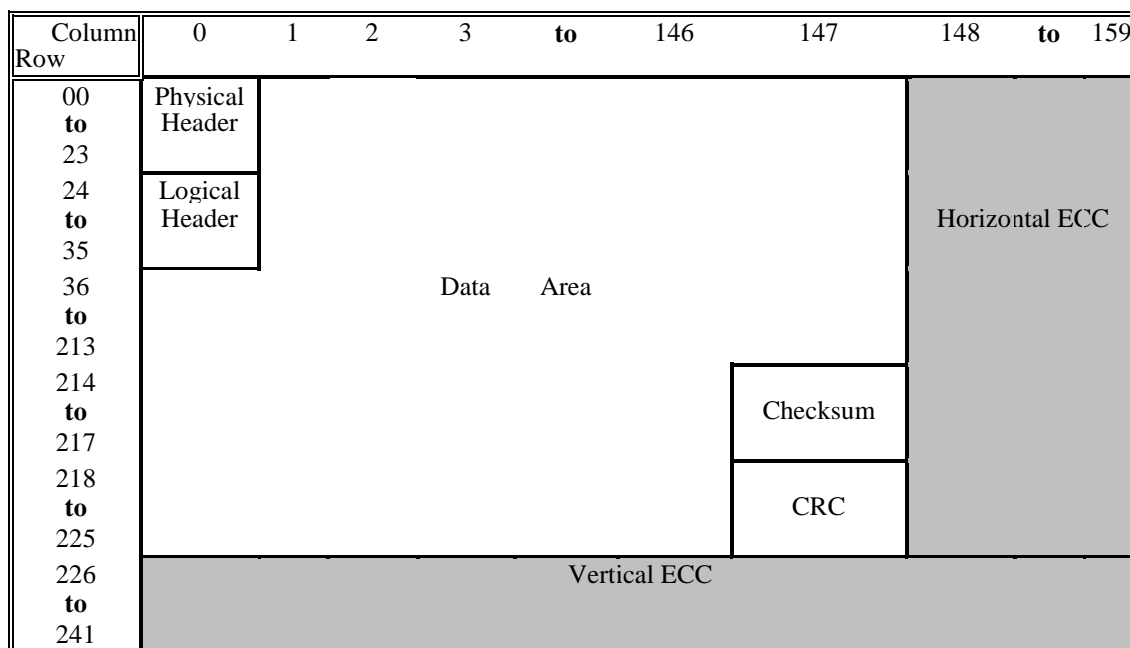 Column 0 1 2 3 to 146 147 148 to 159
Row
00 Physical
to Header
23
24 Logical
to Header Horizontal ECC
35
36 Data Area
to
213
214
to Checksum
217
218
to CRC
225
226 Vertical ECC
to
241